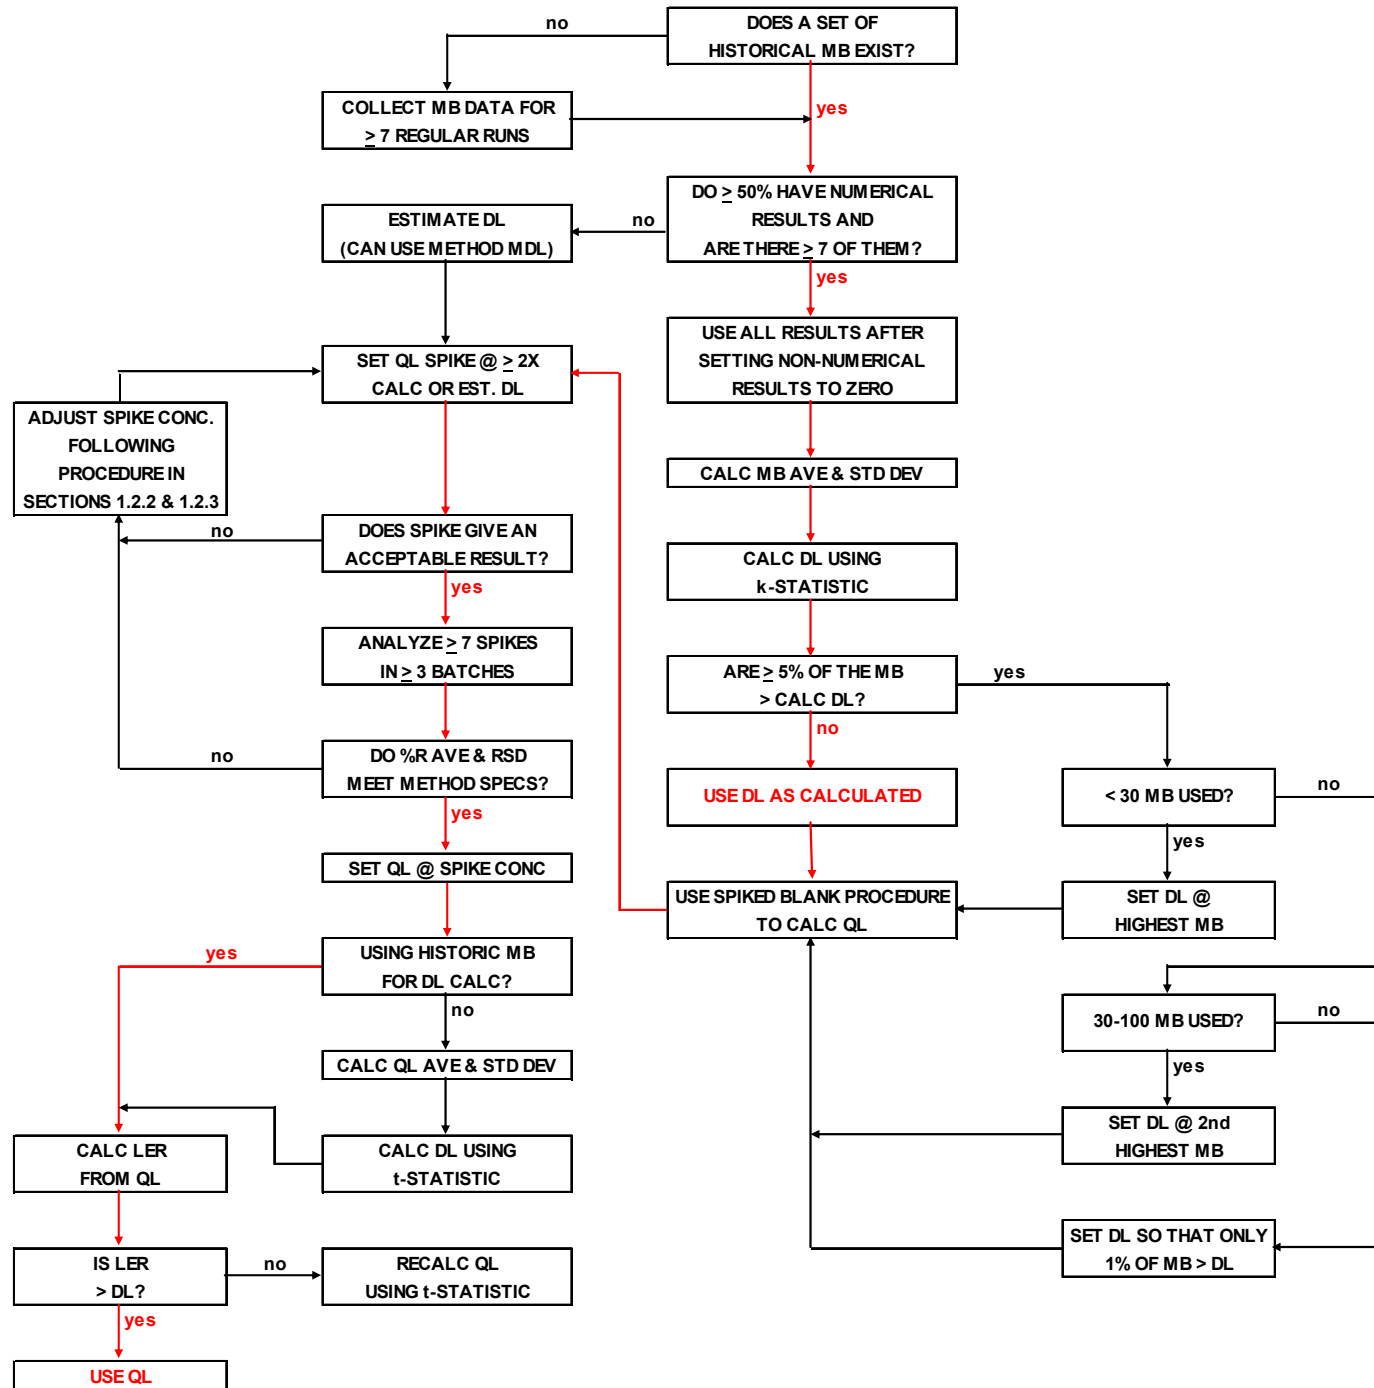 DOES A SET OF
HISTORICAL MB EXIST?
no
yes
COLLECT MB DATA FOR
> 7 REGULAR RUNS
DO > 50% HAVE NUMERICAL
RESULTS AND
ARE THERE > 7 OF THEM?
no
yes
ESTIMATE DL
(CAN USE METHOD MDL)
USE ALL RESULTS AFTER
SETTING NON-NUMERICAL
RESULTS TO ZERO
SET QL SPIKE @ > 2X
CALC OR EST. DL
ADJUST SPIKE CONC.
FOLLOWING
PROCEDURE IN
SECTIONS 1.2.2 & 1.2.3
CALC MB AVE & STD DEV
DOES SPIKE GIVE AN
ACCEPTABLE RESULT?
no
yes
CALC DL USING
k-STATISTIC
ANALYZE > 7 SPIKES
IN > 3 BATCHES
ARE > 5% OF THE MB
> CALC DL?
yes
no
DO %R AVE & RSD
MEET METHOD SPECS?
no
yes
USE DL AS CALCULATED
< 30 MB USED?
no
yes
SET QL @ SPIKE CONC
USE SPIKED BLANK PROCEDURE
TO CALC QL
SET DL @
HIGHEST MB
USING HISTORIC MB
FOR DL CALC?
yes
no
30-100 MB USED?
no
yes
CALC QL AVE & STD DEV
SET DL @ 2nd
HIGHEST MB
CALC LER
FROM QL
CALC DL USING
t-STATISTIC
SET DL SO THAT ONLY
1% OF MB > DL
IS LER
> DL?
no
yes
RECALC QL
USING t-STATISTIC
USE QL